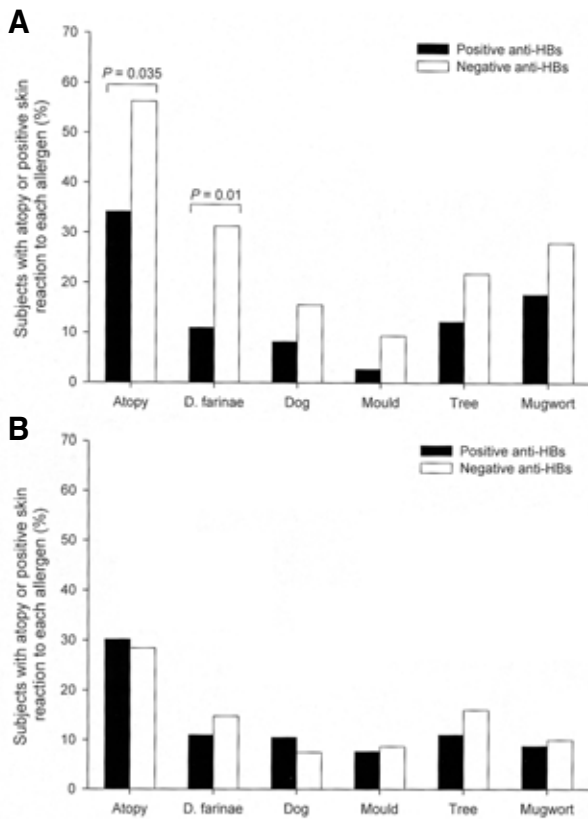 A
70
60
50
40
30
20
10
0
Subjects with atopy or positive skin
reaction to each allergen (%)
Positive anti-HBs
Negative anti-HBs
P = 0.035
P = 0.01
Atopy D. farinae Dog Mould Tree Mugwort
B
70
60
50
40
30
20
10
0
Subjects with atopy or positive skin
reaction to each allergen (%)
Positive anti-HBs
Negative anti-HBs
Atopy D. farinae Dog Mould Tree Mugwort